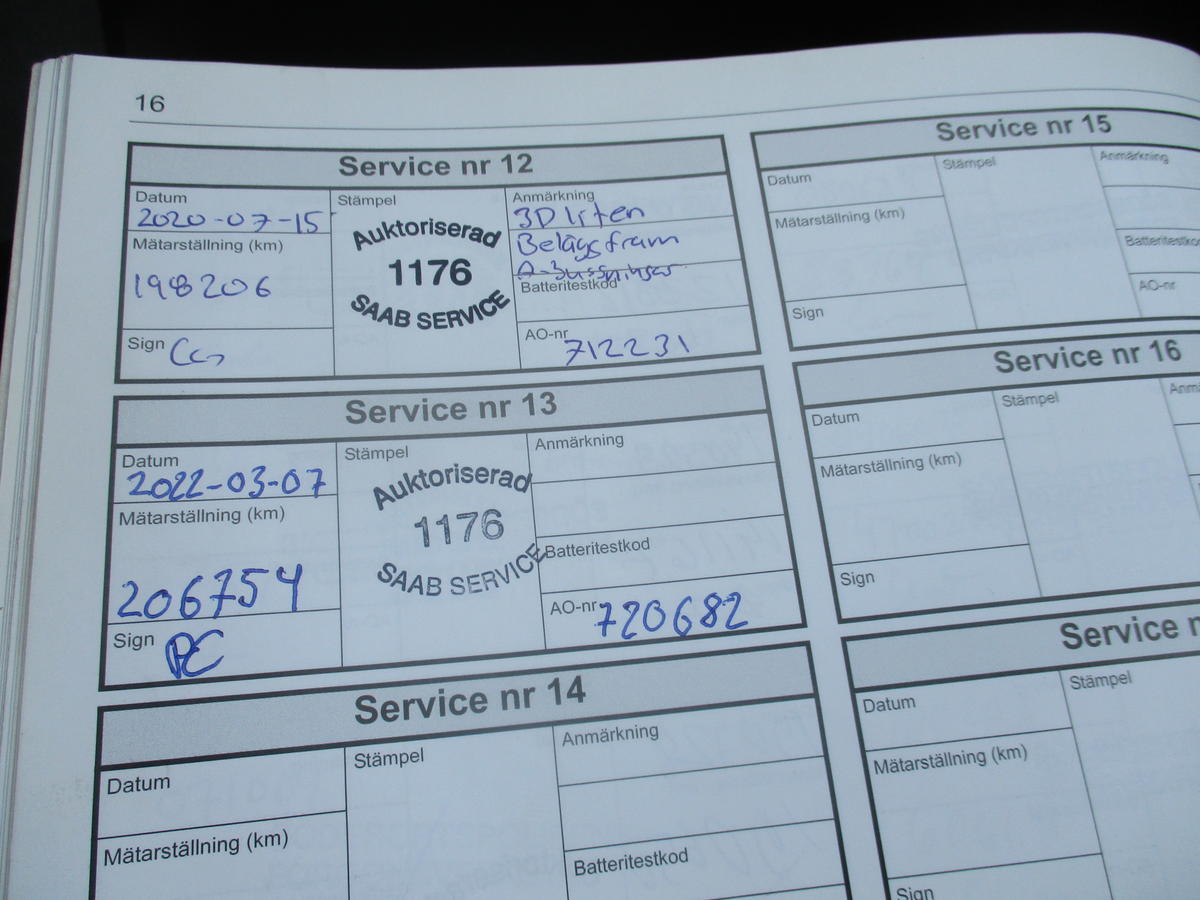 16
Service nr 12
Datum
2020-07-15
Mätarställning (km)
198206
Sign
Stämpel
Auktoriserad
1176
SAAB SERVICE
Anmärkning
3D liten
Belägg fram
Batteritestkod
AO-nr
712231
Service nr 13
Datum
2022-03-07
Mätarställning (km)
206754
Sign
PC
Stämpel
Auktoriserad
1176
SAAB SERVICE
Anmärkning
Batteritestkod
AO-nr
720682
Service nr 14
Datum
Mätarställning (km)
Stämpel
Anmärkning
Batteritestkod
Service nr 15
Datum
Mätarställning (km)
Sign
Stämpel
Anmärkning
Batteritestko
AO-nr
Service nr 16
Datum
Mätarställning (km)
Sign
Stämpel
Anm
Service n
Datum
Mätarställning (km)
Sign
Stämpel